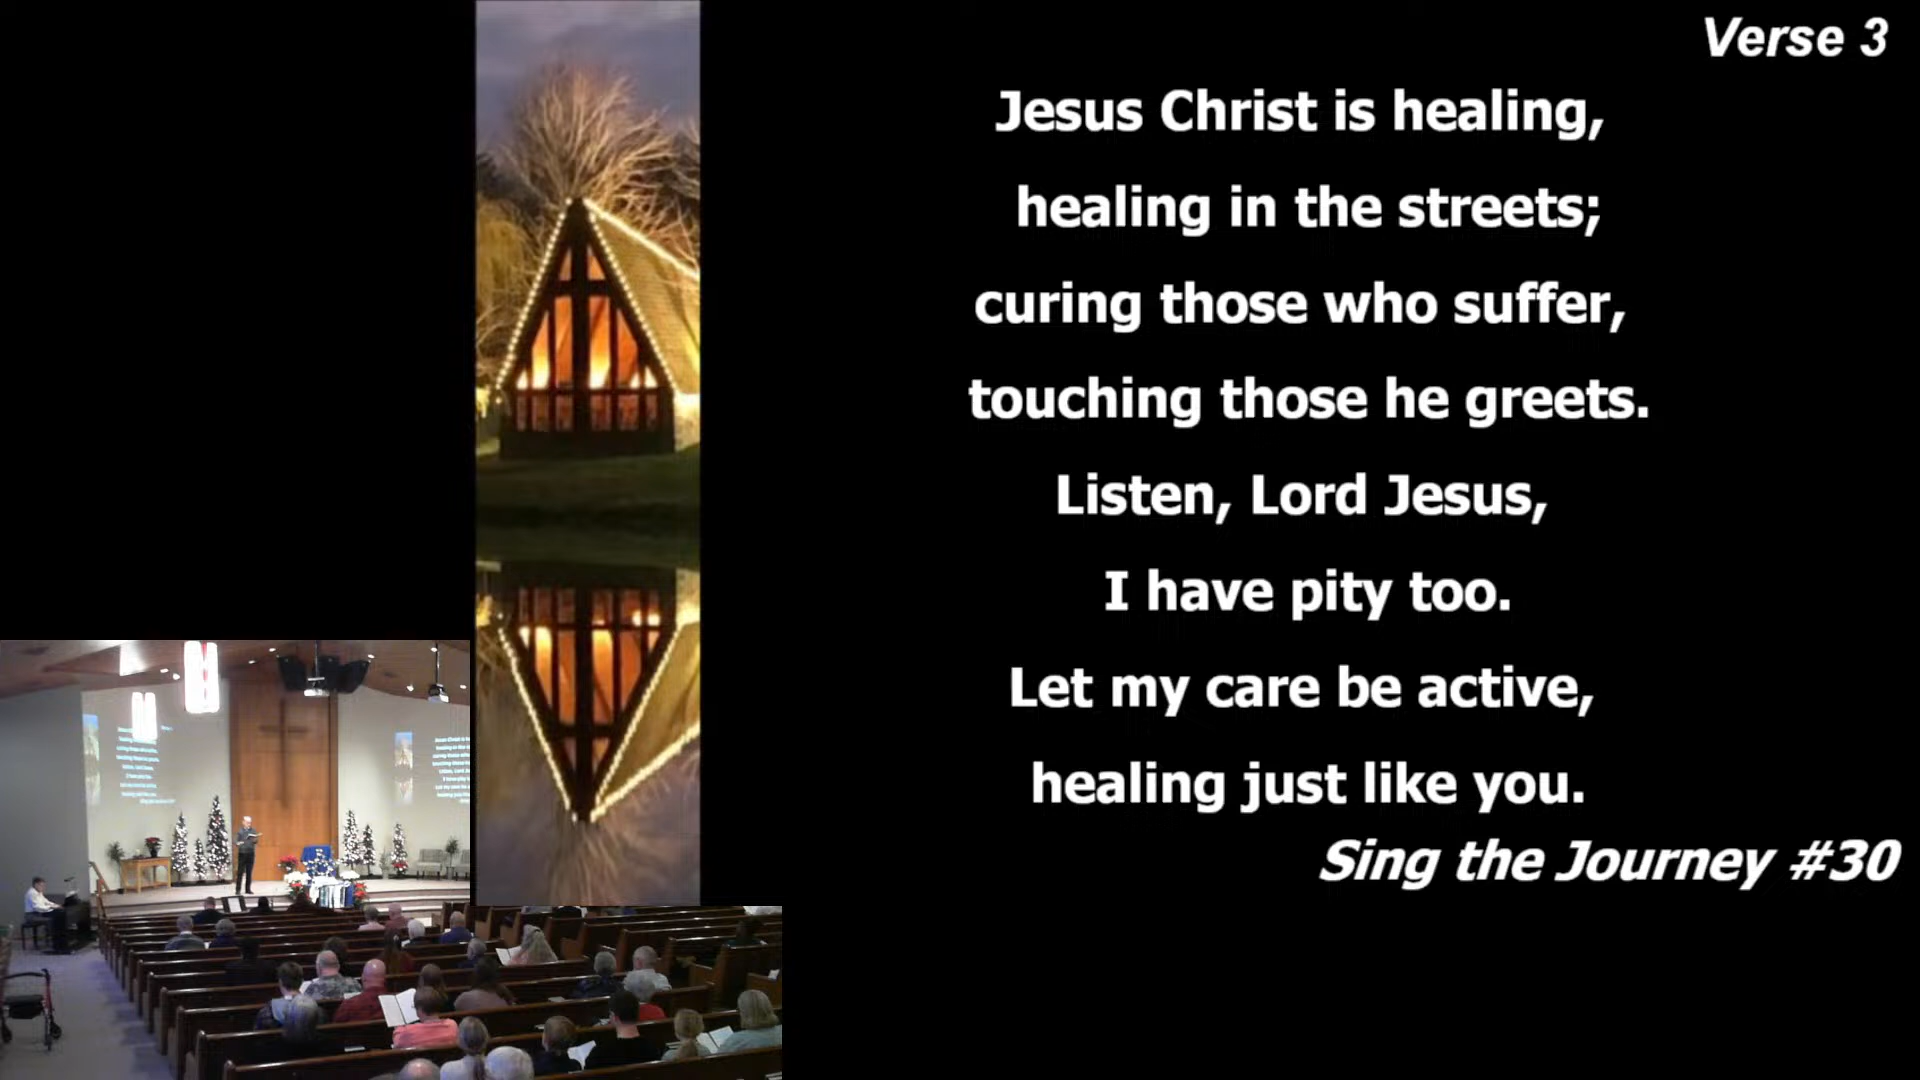 Verse 3
Jesus Christ is healing,
healing in the streets;
curing those who suffer,
touching those he greets.
Listen, Lord Jesus,
I have pity too.
Let my care be active,
healing just like you.
Sing the Journey #30